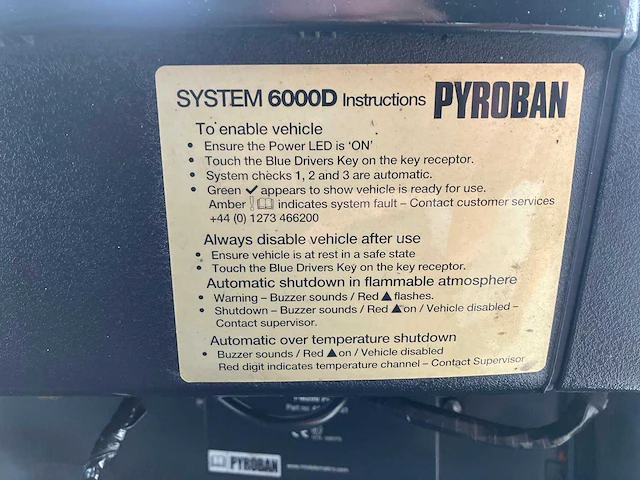 SYSTEM 6000D Instructions PYROBAN
To enable vehicle
• Ensure the Power LED is 'ON'
• Touch the Blue Drivers Key on the key receptor.
• System checks 1, 2 and 3 are automatic.
• Green ✓ appears to show vehicle is ready for use.
Amber indicates system fault – Contact customer services
+44 (0) 1273 466200
Always disable vehicle after use
• Ensure vehicle is at rest in a safe state
• Touch the Blue Drivers Key on the key receptor.
Automatic shutdown in flammable atmosphere
• Warning – Buzzer sounds / Red ▲ flashes.
• Shutdown – Buzzer sounds / Red ▲ on / Vehicle disabled –
Contact supervisor.
Automatic over temperature shutdown
• Buzzer sounds / Red ▲ on / Vehicle disabled
Red digit indicates temperature channel – Contact Supervisor
PYROBAN